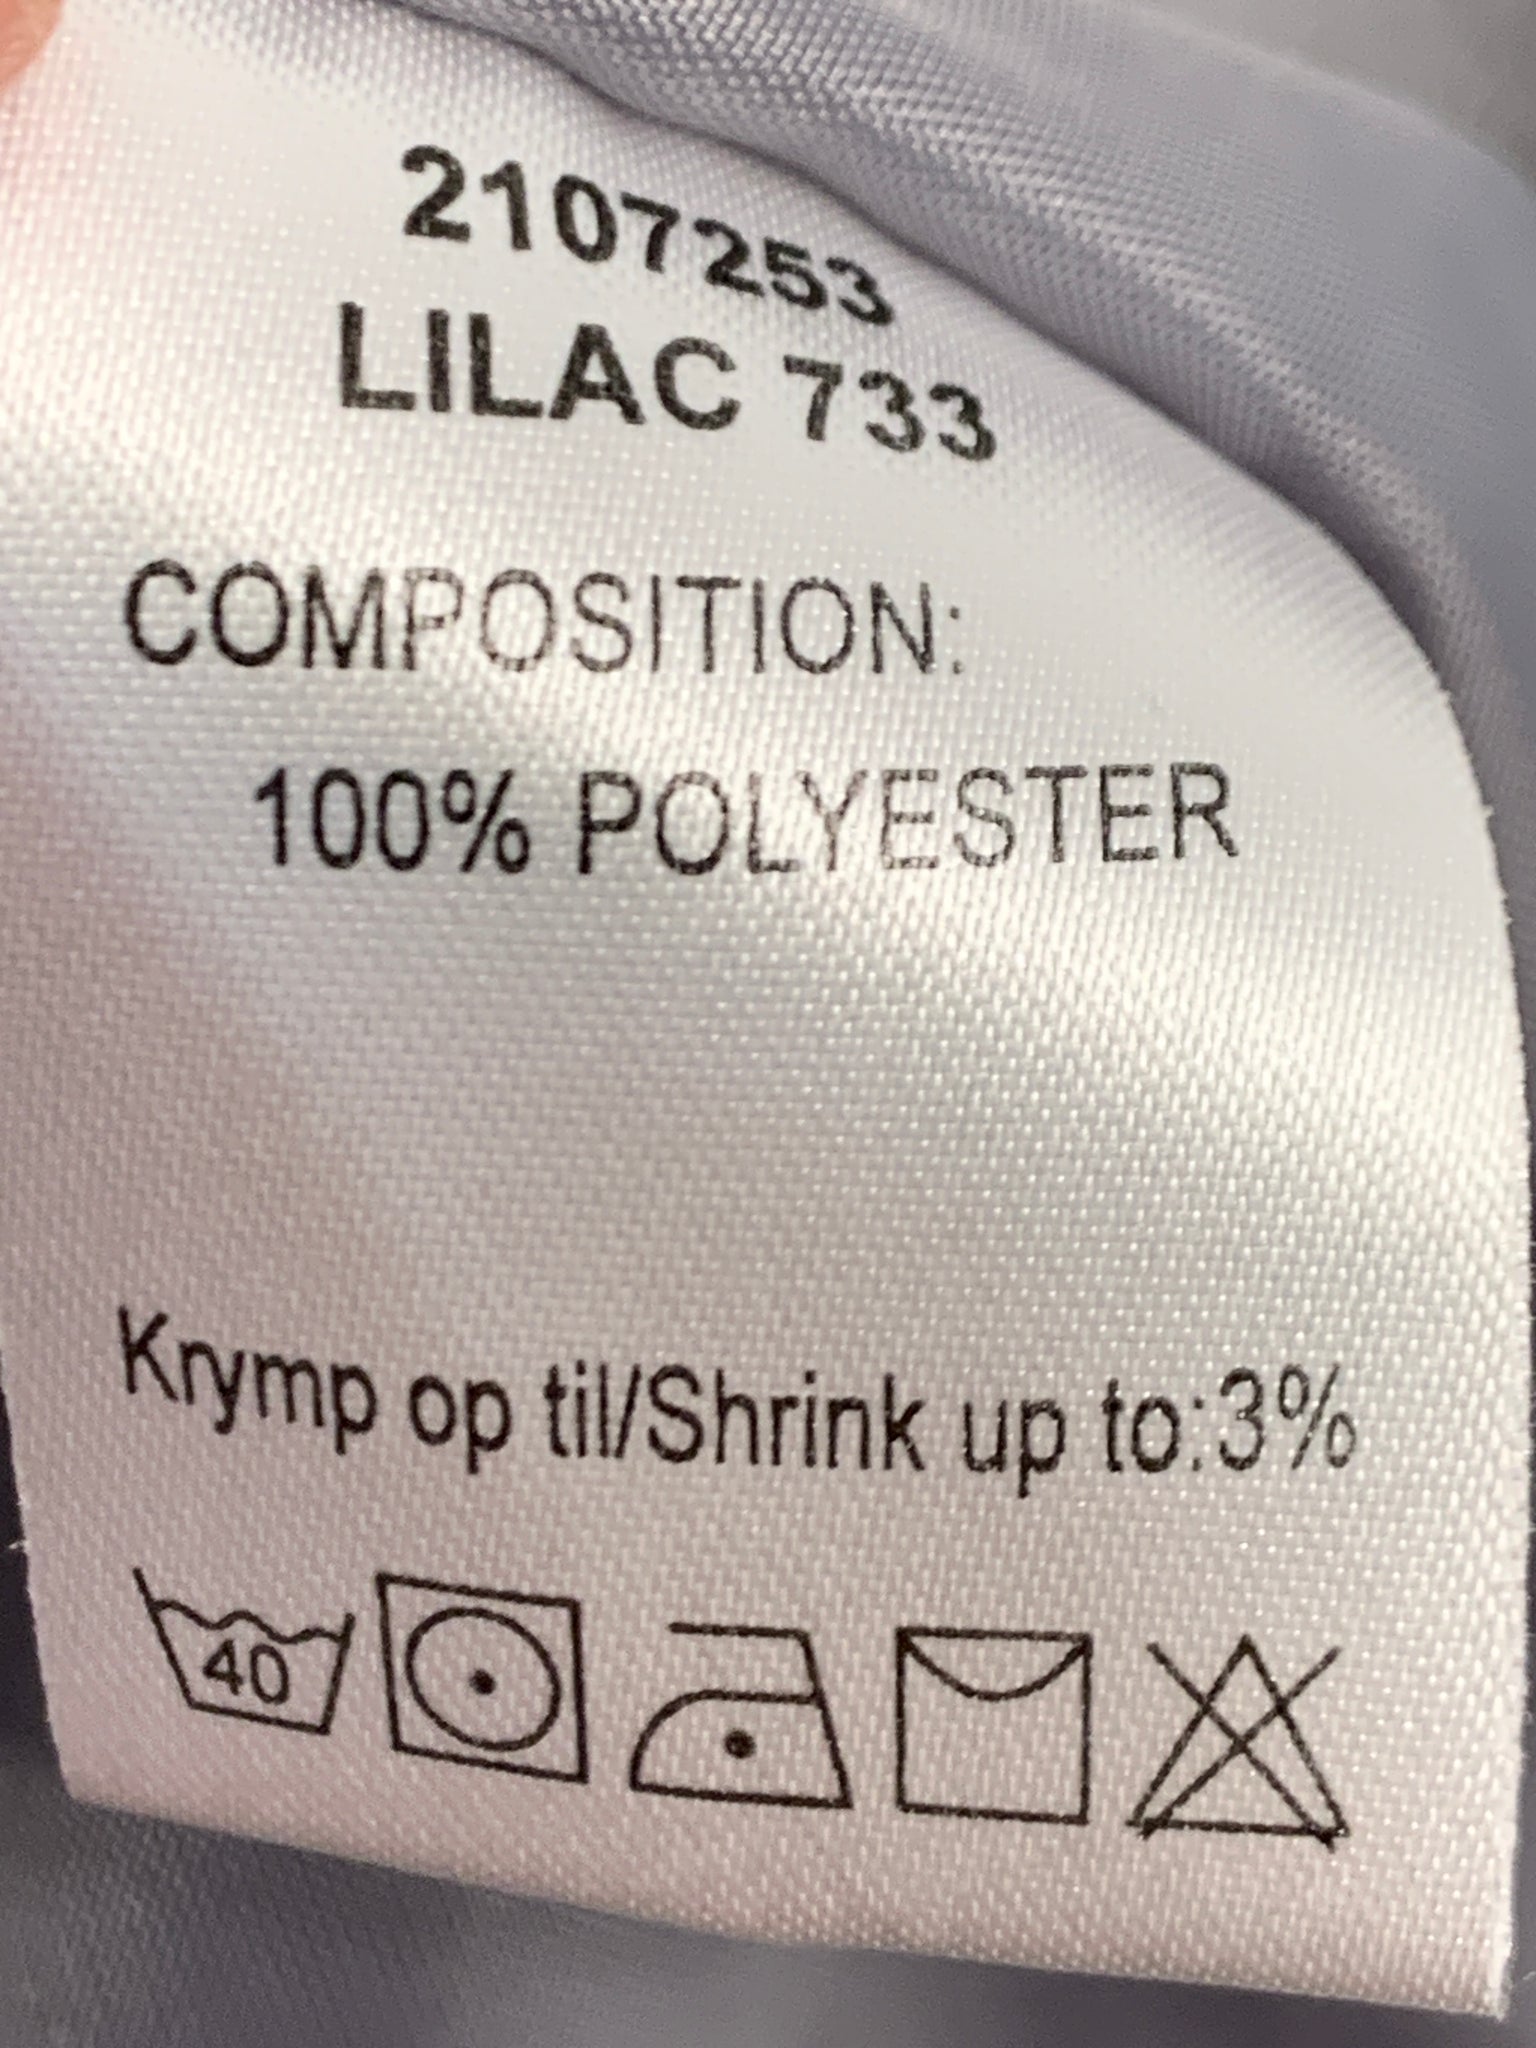 2107253
LILAC 733
COMPOSITION:
100% POLYESTER
Krymp op til/Shrink up to:3%
40